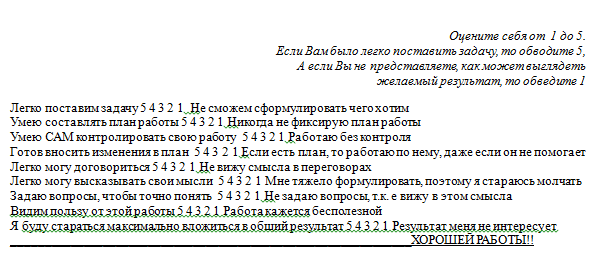 Оцените себя от 1 до 5.
Если Вам было легко поставить задачу, то обводите 5,
А если Вы не представляете, как может выглядеть
желаемый результат, то обведите 1
Легко поставим задачу 5 4 3 2 1 Не сможем сформулировать чего хотим
Умею составлять план работы 5 4 3 2 1 Никогда не фиксирую план работы
Умею САМ контролировать свою работу 5 4 3 2 1 Работаю без контроля
Готов вносить изменения в план 5 4 3 2 1 Если есть план, то работаю по нему, даже если он не помогает
Легко могу договориться 5 4 3 2 1 Не вижу смысла в переговорах
Легко могу высказывать свои мысли 5 4 3 2 1 Мне тяжело формулировать, поэтому я стараюсь молчать
Задаю вопросы, чтобы точно понять 5 4 3 2 1 Не задаю вопросы, т.к. е вижу в этом смысла
Видим пользу от этой работы 5 4 3 2 1 Работа кажется бесполезной
Я буду стараться максимально вложиться в общий результат 5 4 3 2 1 Результат меня не интересует
ХОРОШЕЙ РАБОТЫ!!